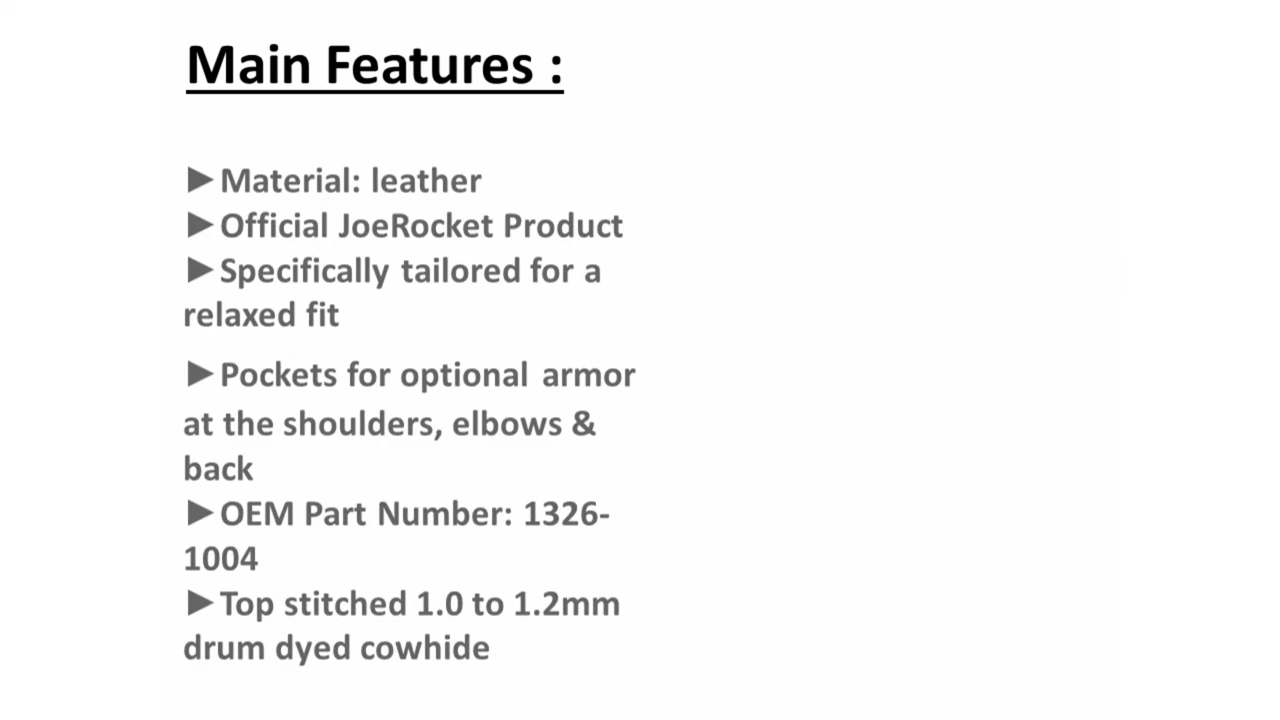 Main Features :
►Material: leather
►Official JoeRocket Product
►Specifically tailored for a
relaxed fit
►Pockets for optional armor
at the shoulders, elbows &
back
►OEM Part Number: 1326-
1004
►Top stitched 1.0 to 1.2mm
drum dyed cowhide